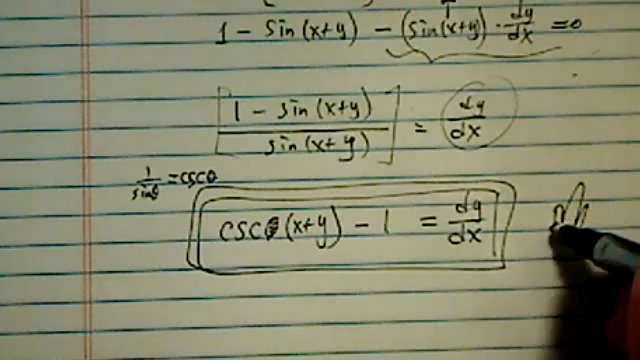 1 - sin(x+y) - (sin(x+y) · dy/dx = 0
[1 - sin(x+y) / sin(x+y)] = dy/dx
1/sinθ = cscθ
csc (x+y) - 1 = dy/dx